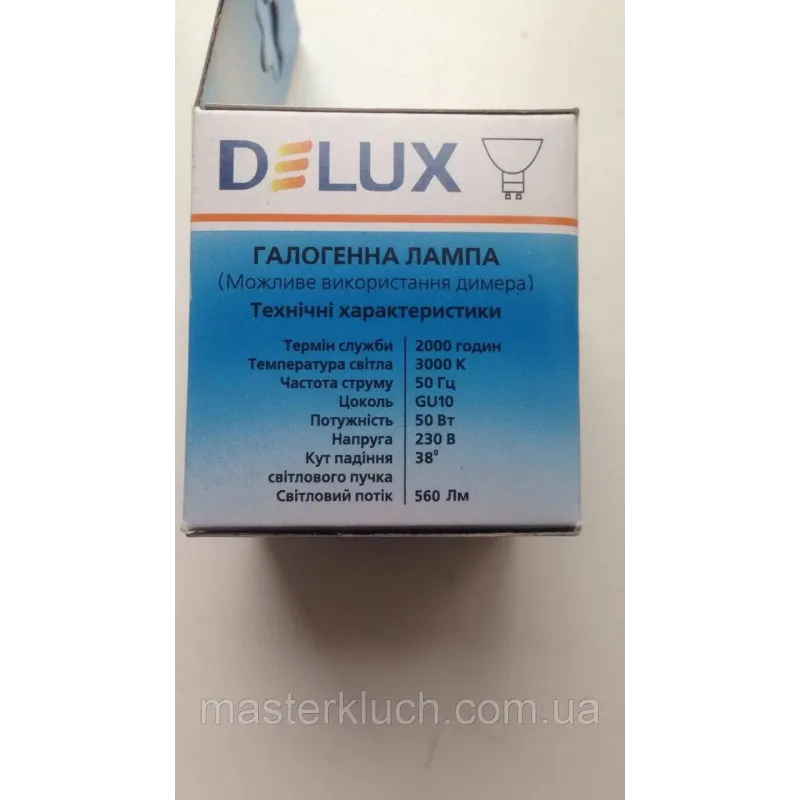 DELUX
ГАЛОГЕННА ЛАМПА
(Можливе використання димера)
Технічні характеристики
Термін служби 2000 годин
Температура світла 3000 К
Частота струму 50 Гц
Цоколь GU10
Потужність 50 Вт
Напруга 230 В
Кут падіння 38⁰
світлового пучка
Світловий потік 560 Лм
masterkluch.com.ua